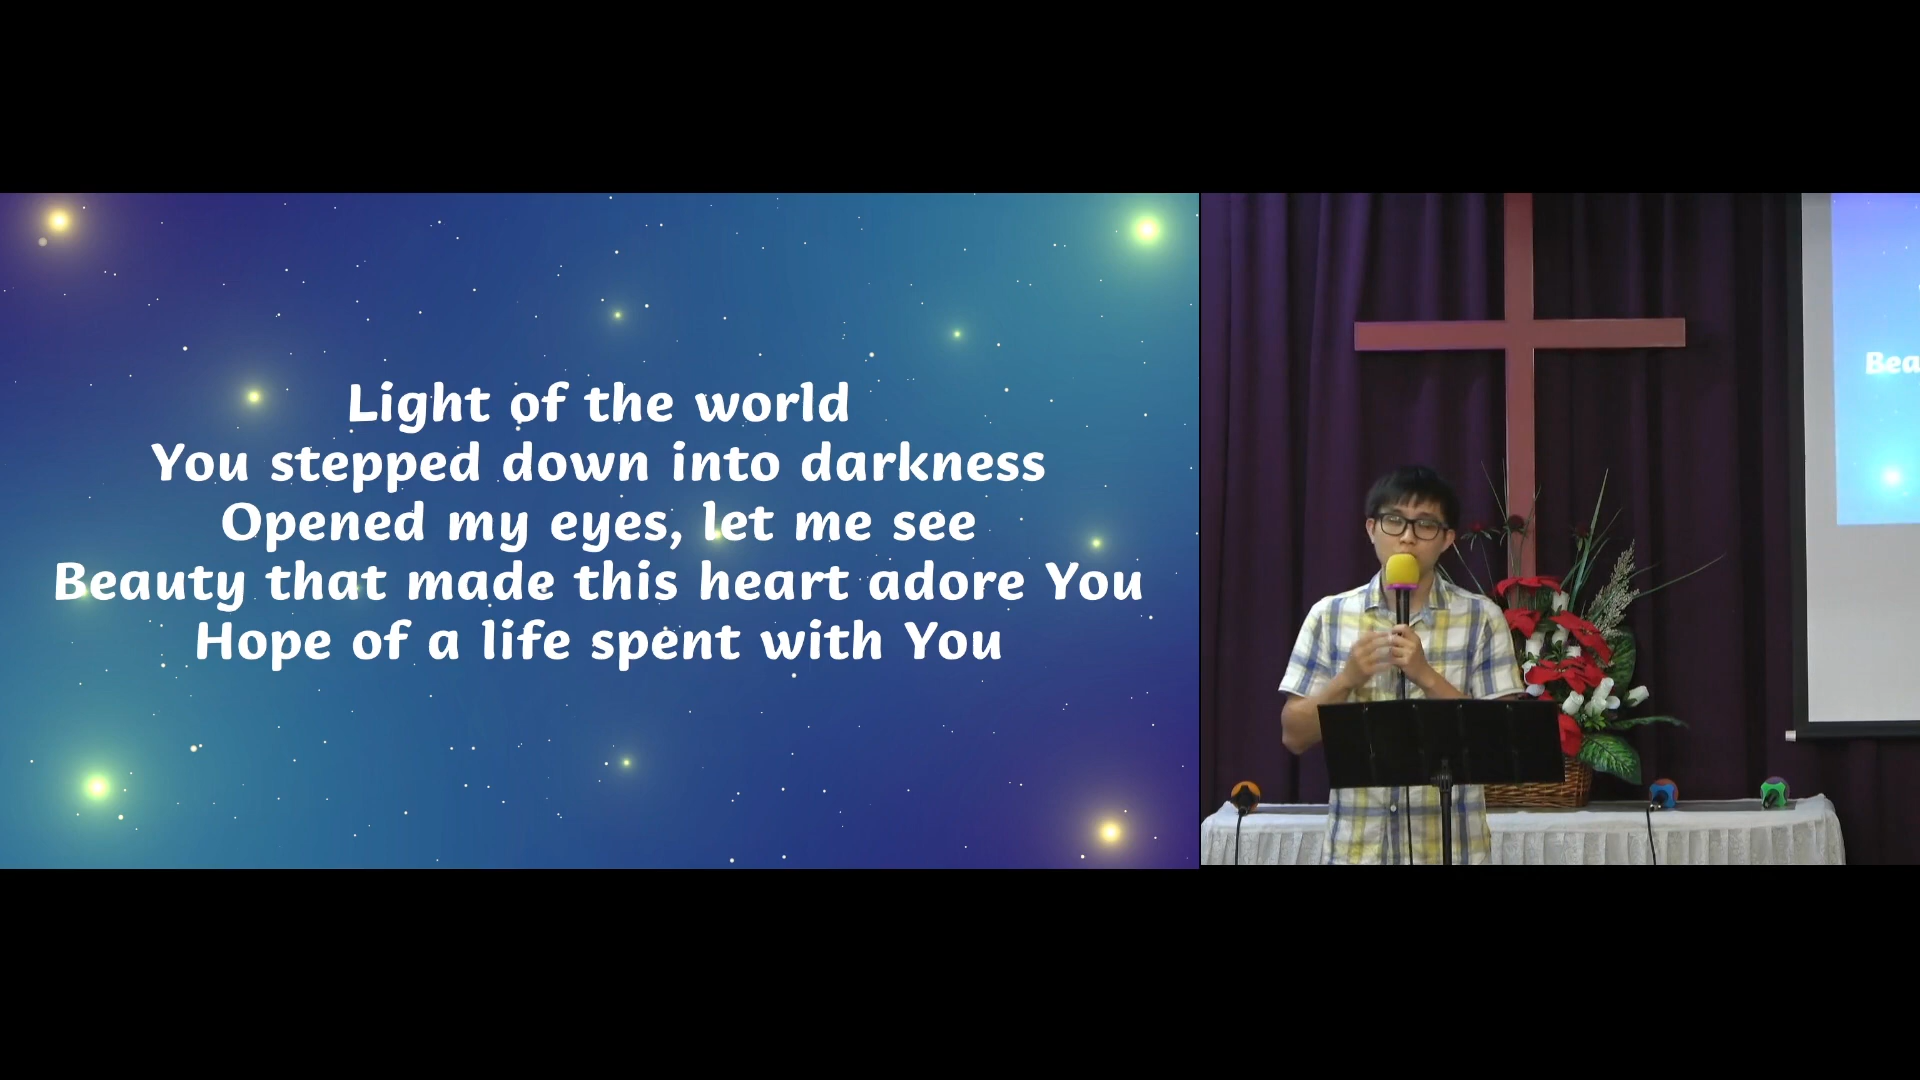 Light of the world
You stepped down into darkness
Opened my eyes, let me see
Beauty that made this heart adore You
Hope of a life spent with You
Bea